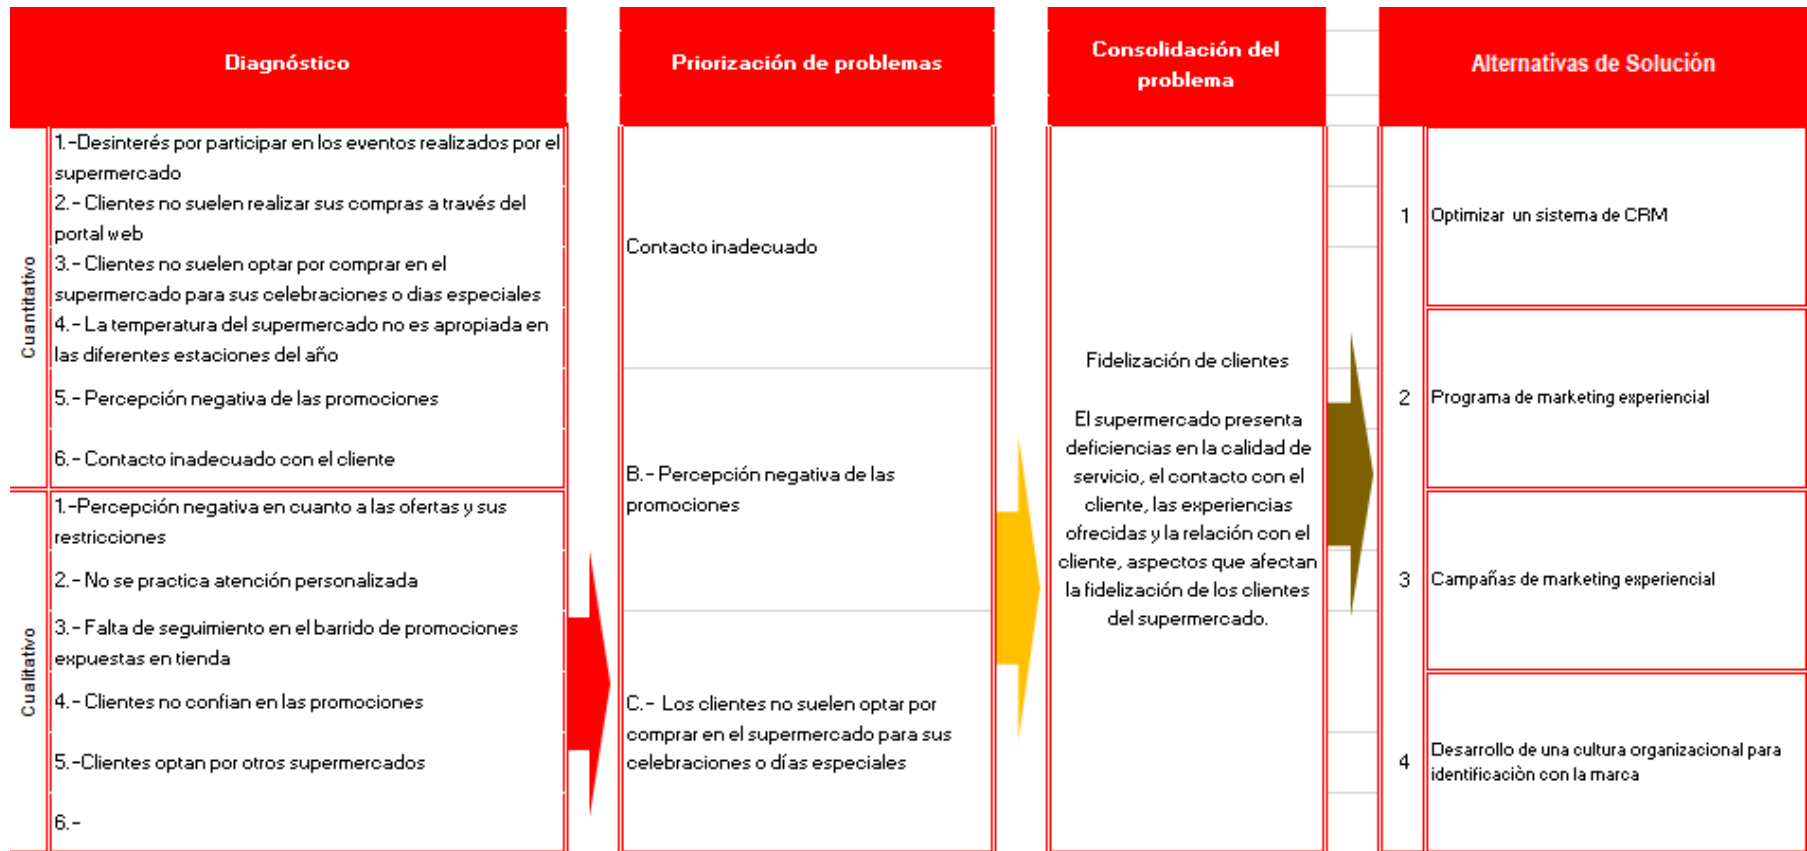 Diagnóstico
Cuantitativo
1.-Desinterés por participar en los eventos realizados por el
supermercado
2.- Clientes no suelen realizar sus compras a través del
portal web
3.- Clientes no suelen optar por comprar en el
supermercado para sus celebraciones o dias especiales
4.- La temperatura del supermercado no es apropiada en
las diferentes estaciones del año
5.- Percepción negativa de las promociones
6.- Contacto inadecuado con el cliente
Cualitativo
1.-Percepción negativa en cuanto a las ofertas y sus
restricciones
2.- No se practica atención personalizada
3.- Falta de seguimiento en el barrido de promociones
expuestas en tienda
4.- Clientes no confian en las promociones
5.-Clientes optan por otros supermercados
6.-
Priorización de problemas
Contacto inadecuado
B.- Percepción negativa de las
promociones
C.- Los clientes no suelen optar por
comprar en el supermercado para sus
celebraciones o días especiales
Consolidación del
problema
Fidelización de clientes
El supermercado presenta
deficiencias en la calidad de
servicio, el contacto con el
cliente, las experiencias
ofrecidas y la relación con el
cliente, aspectos que afectan
la fidelización de los clientes
del supermercado.
Alternativas de Solución
1 Optimizar un sistema de CRM
2 Programa de marketing experiencial
3 Campañas de marketing experiencial
4 Desarrollo de una cultura organizacional para
identificaciòn con la marca